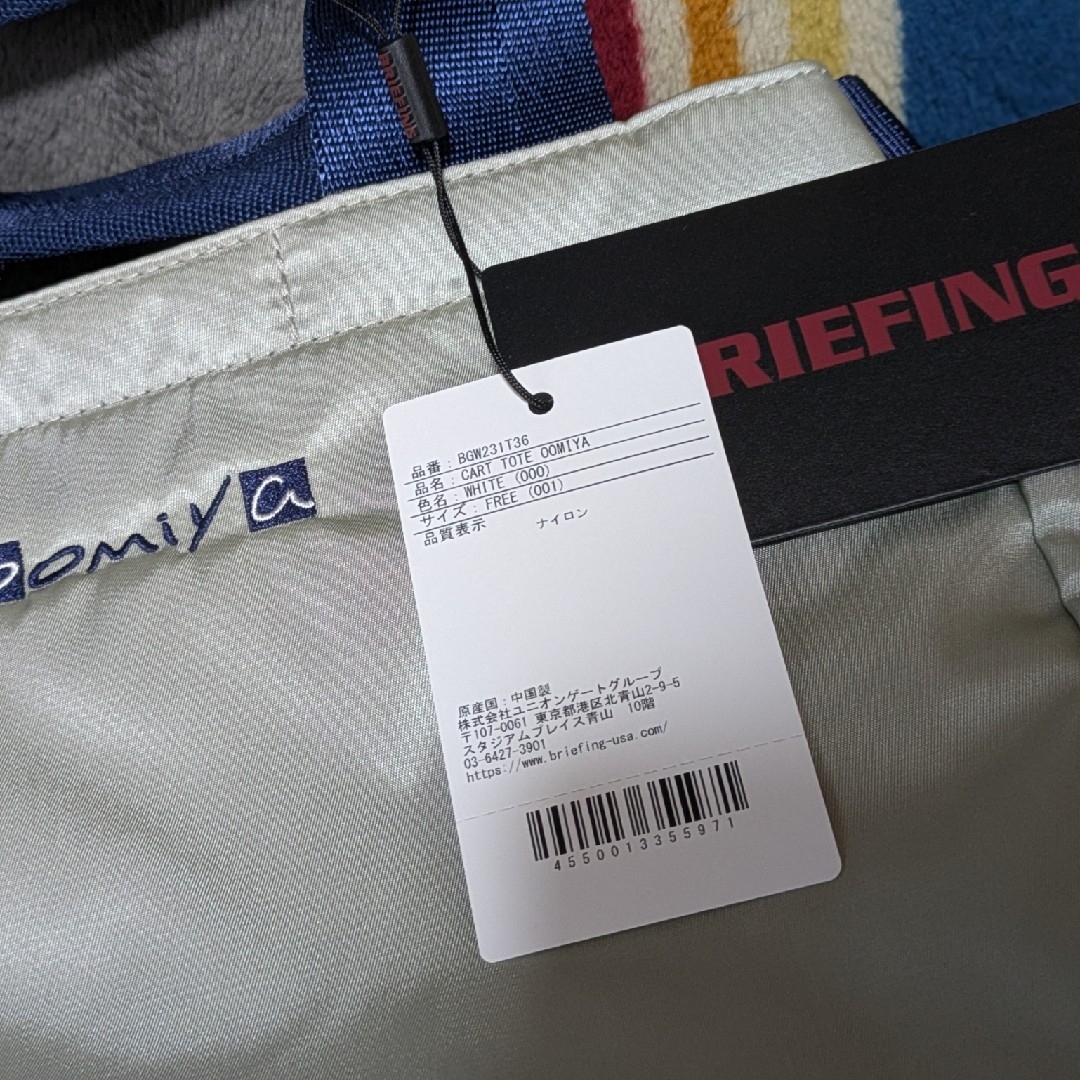 BRIEFING
RIEFING
oomiya
品番 : BGW231T36
品名 : CART TOTE OOMIYA
色名 : WHITE (000)
サイズ : FREE (001)
品質表示 ナイロン
原産国 : 中国製
株式会社ユニオンゲートグループ
〒107-0061 東京都港区北青山2-9-5
スタジアムプレイス青山 10階
03-6427-3901
https://www.briefing-usa.com/
4550013355971